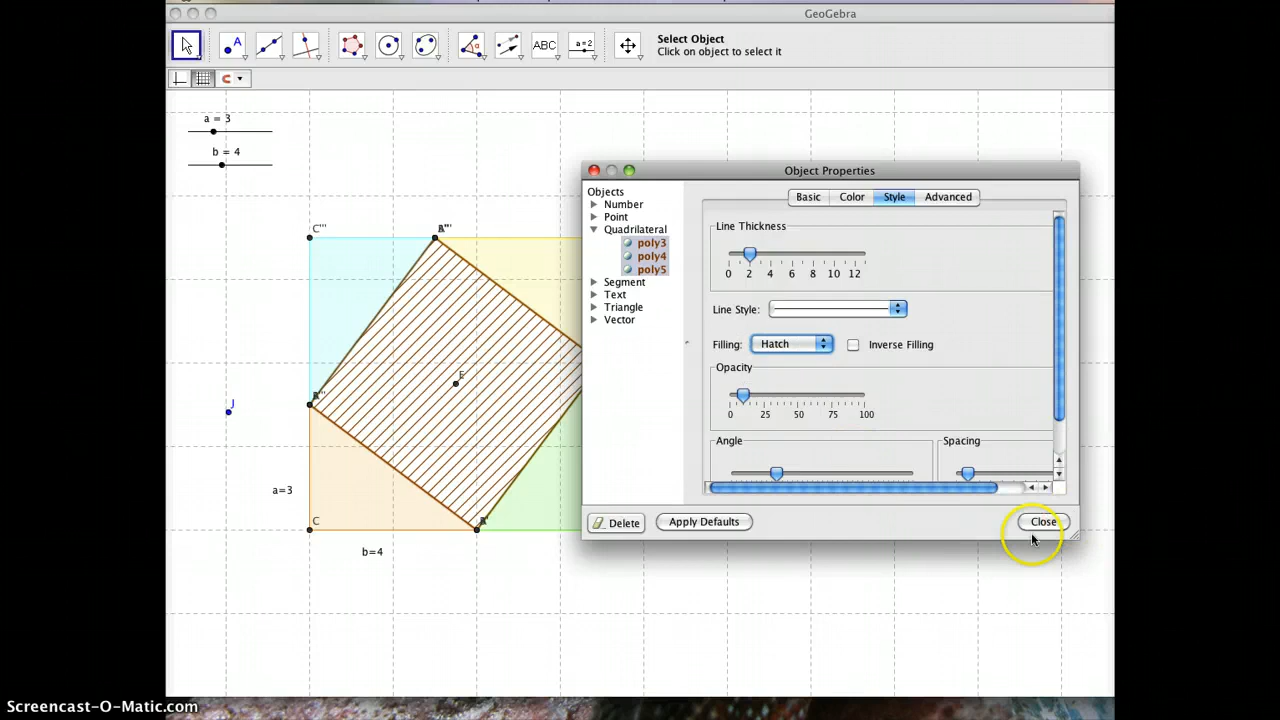 GeoGebra
A
ABC
a=2
Select Object
Click on object to select it
a = 3
b = 4
Object Properties
Objects
Number
Point
Quadrilateral
poly3
poly4
poly5
Segment
Text
Triangle
Vector
Basic
Color
Style
Advanced
Line Thickness
0 2 4 6 8 10 12
Line Style:
Filling:
Hatch
Inverse Filling
Opacity
0 25 50 75 100
Angle
Spacing
Delete
Apply Defaults
Close
C'''
E
J
a=3
C
b=4
Screencast-O-Matic.com